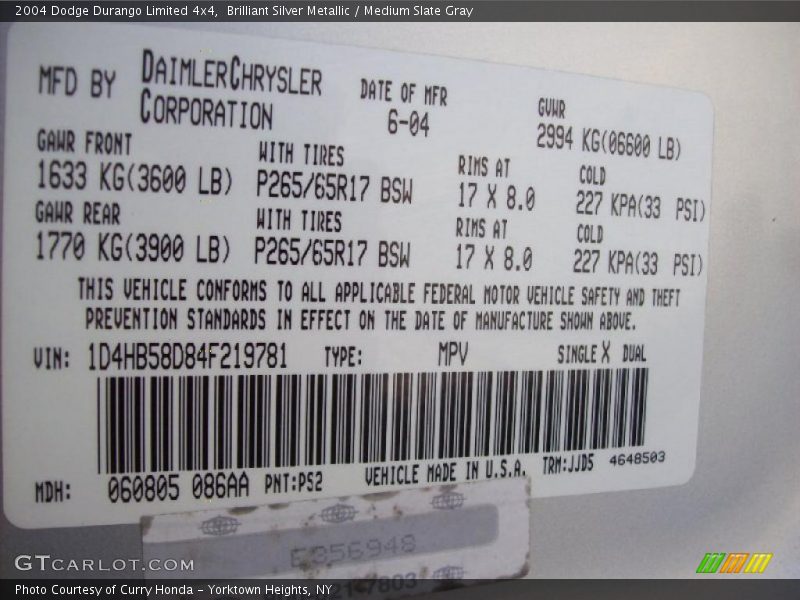 2004 Dodge Durango Limited 4x4,  Brilliant Silver Metallic / Medium Slate Gray
MFD BY DAIMLERCHRYSLER CORPORATION
DATE OF MFR 6-04
GVWR 2994 KG(06600 LB)
GAWR FRONT WITH TIRES RIMS AT COLD
1633 KG(3600 LB) P265/65R17 BSW 17 X 8.0 227 KPA(33 PSI)
GAWR REAR WITH TIRES RIMS AT COLD
1770 KG(3900 LB) P265/65R17 BSW 17 X 8.0 227 KPA(33 PSI)
THIS VEHICLE CONFORMS TO ALL APPLICABLE FEDERAL MOTOR VEHICLE SAFETY AND THEFT
PREVENTION STANDARDS IN EFFECT ON THE DATE OF MANUFACTURE SHOWN ABOVE.
VIN: 1D4HB58D84F219781 TYPE: MPV SINGLE X DUAL
MDH: 060805 086AA PNT:PS2 VEHICLE MADE IN U.S.A. TRM:JJD5 4648503
E356948
GTCARLOT.COM
Photo Courtesy of Curry Honda - Yorktown Heights, NY